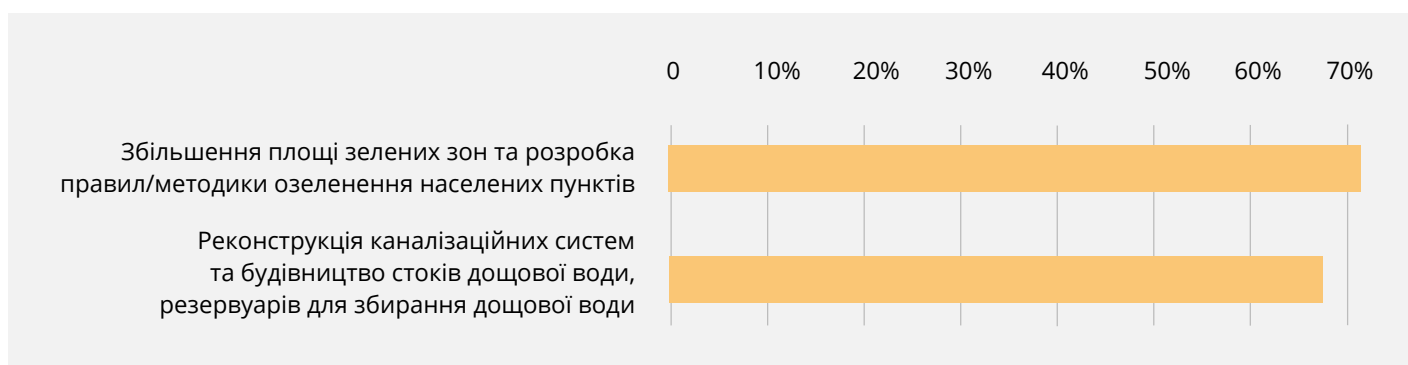 0 10% 20% 30% 40% 50% 60% 70%
Збільшення площі зелених зон та розробка
правил/методики озеленення населених пунктів
Реконструкція каналізаційних систем
та будівництво стоків дощової води,
резервуарів для збирання дощової води